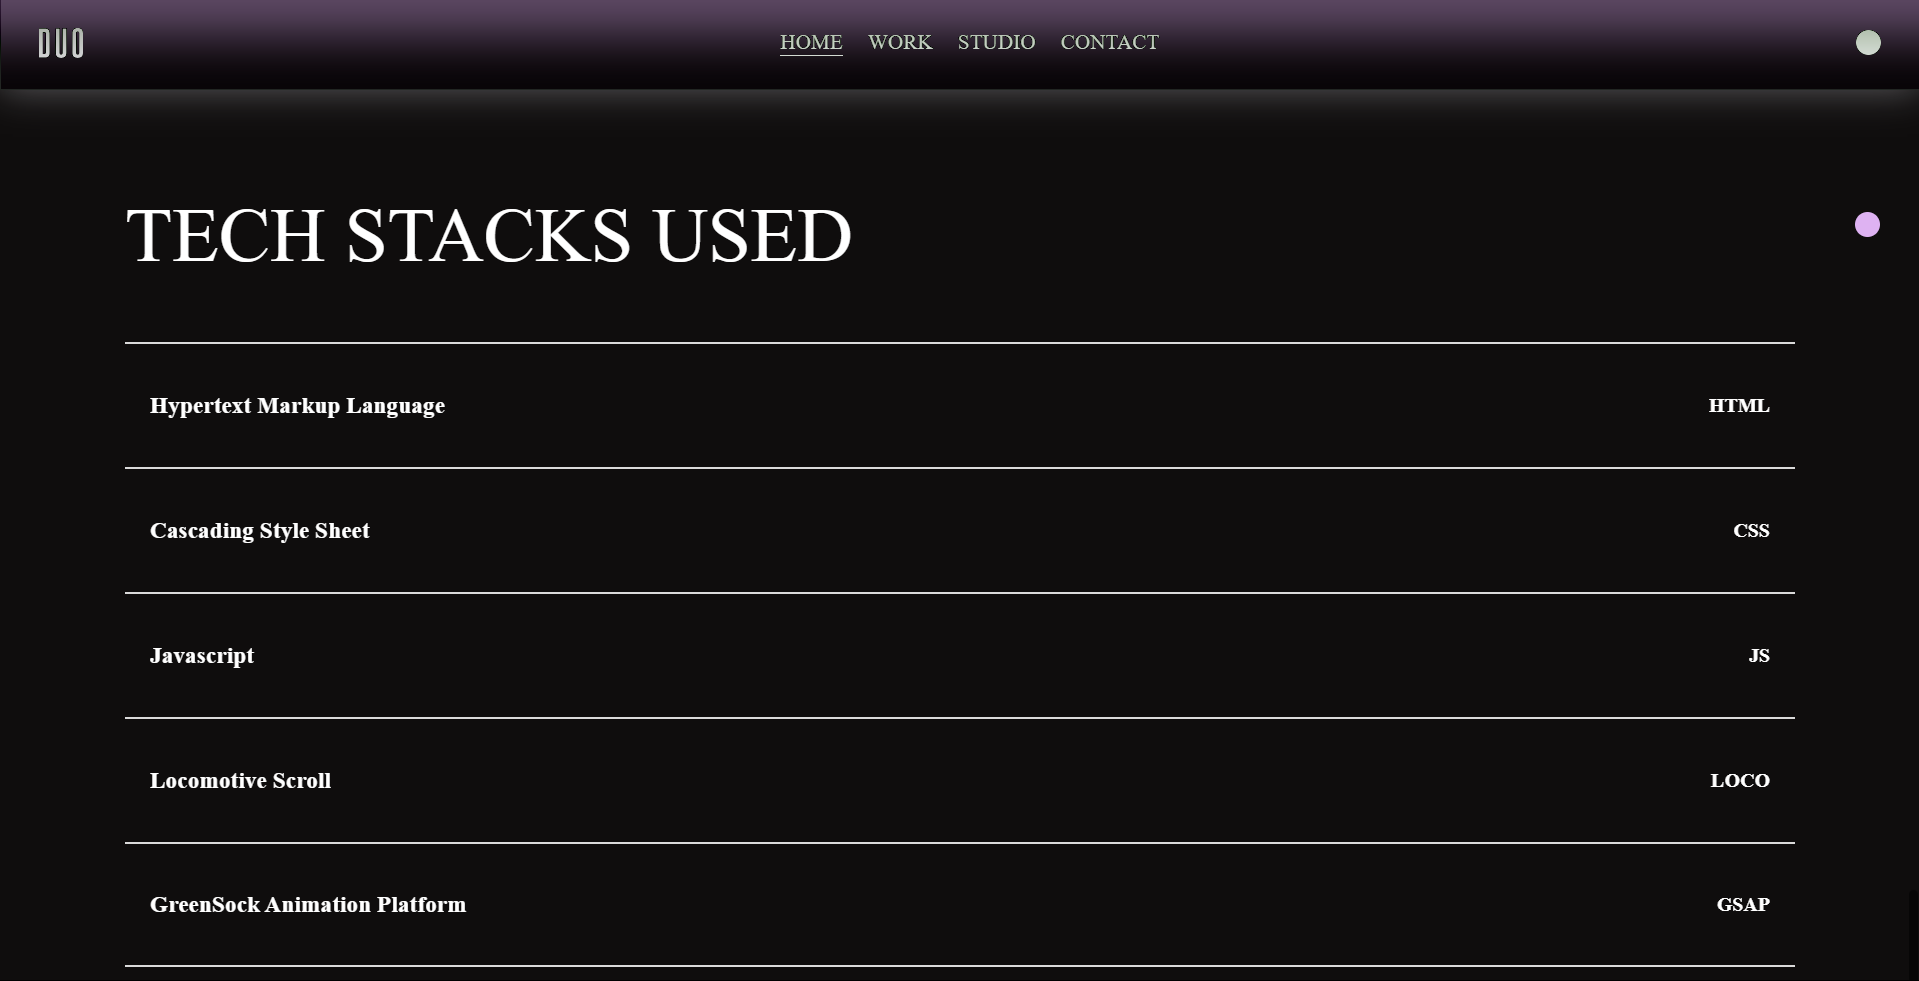 DUO
HOME WORK STUDIO CONTACT
TECH STACKS USED
Hypertext Markup Language HTML
Cascading Style Sheet CSS
Javascript JS
Locomotive Scroll LOCO
GreenSock Animation Platform GSAP